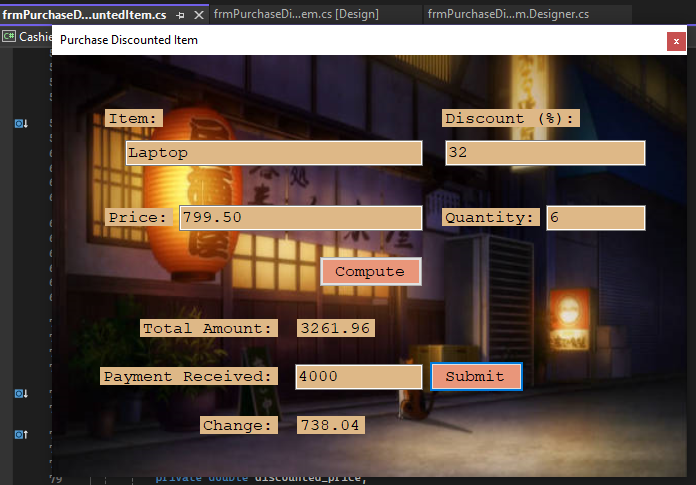 frmPurchaseD...untedItem.cs
frmPurchaseDi...em.cs [Design]
frmPurchaseDi...m.Designer.cs
C# Cashie
Purchase Discounted Item
x
Item:
Discount (%):
Laptop
32
Price:
799.50
Quantity:
6
Compute
Total Amount:
3261.96
Payment Received:
4000
Submit
Change:
738.04
private double discounted_price;